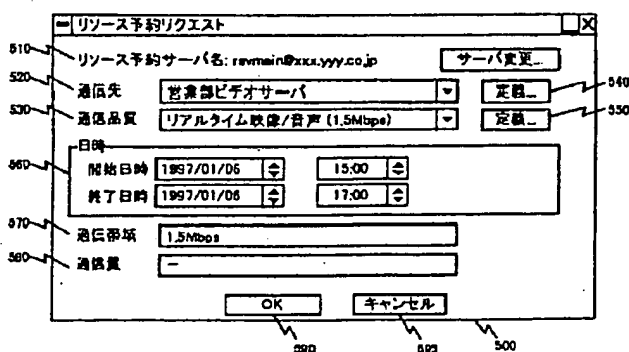 リソース予約リクエスト
510 リソース予約サーバ名: rsvmain@xxx.yyy.co.jp サーバ変更...
520 通信先 営業部ビデオサーバ 定義... 540
530 通信品質 リアルタイム映像/音声 (1.5Mbps) 定義... 550
日時
560 開始日時 1997/01/06 15:00
終了日時 1997/01/06 17:00
570 通信帯域 1.5Mbps
580 通信量 ー
OK キャンセル
590 593 500